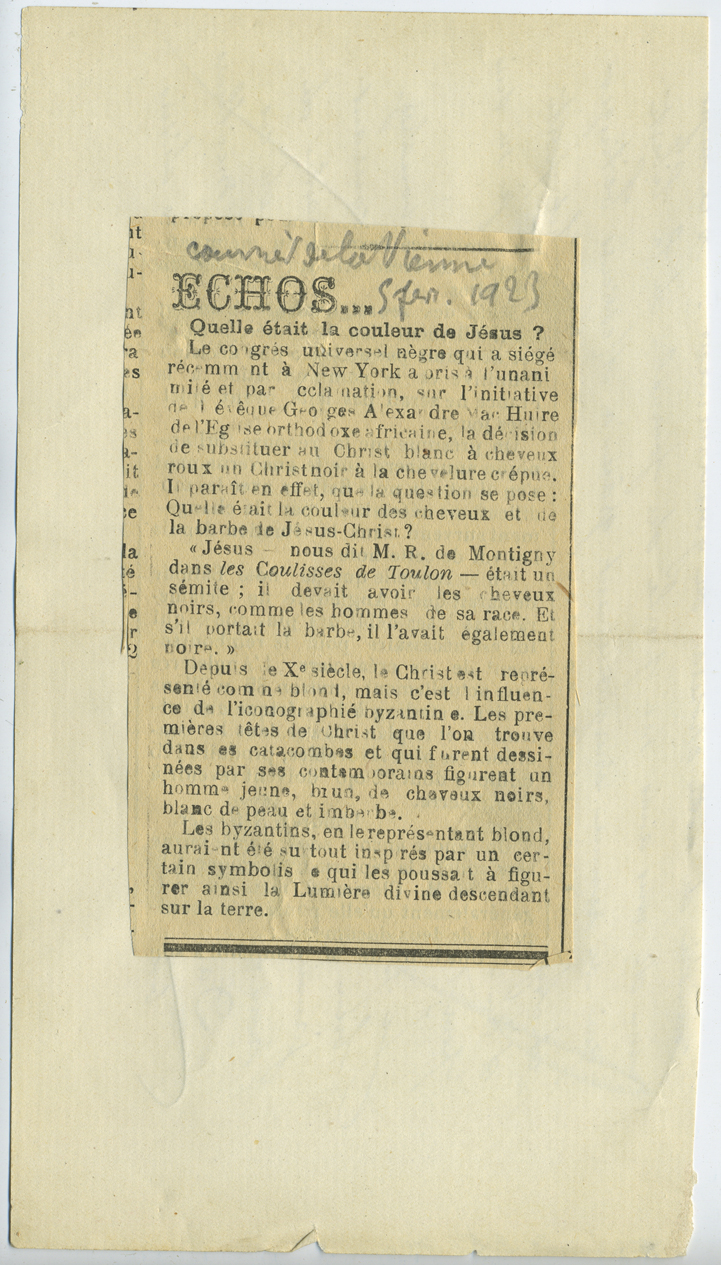 courrier de la Vienne
ECHOS... 5 fev. 1923
Quelle était la couleur de Jésus ?
Le congrès universel nègre qui a siégé
récemment à New York a pris à l'unani
mité et par acclamation, sur l'initiative
de l'évêque Georges Alexandre Mac Huire
de l'Eglise orthodoxe africaine, la décision
de substituer au Christ blanc à cheveux
roux un Christ noir à la chevelure crépue.
Il paraît en effet, que la question se pose :
Quelle était la couleur des cheveux et de
la barbe de Jésus-Christ ?
« Jésus — nous dit M. R. de Montigny
dans les Coulisses de Toulon — était un
sémite ; il devait avoir les cheveux
noirs, comme les hommes de sa race. Et
s'il portait la barbe, il l'avait également
noire. »
Depuis le Xe siècle, le Christ est repré-
senté comme blond, mais c'est l'influen-
ce de l'iconographié byzantine. Les pre-
mières têtes de Christ que l'on trouve
dans les catacombes et qui furent dessi-
nées par ses contemporains figurent un
homme jeune, brun, de cheveux noirs,
blanc de peau et imberbe.
Les byzantins, en le représentant blond,
auraient été surtout inspirés par un cer-
tain symbolisme qui les poussait à figu-
rer ainsi la Lumière divine descendant
sur la terre.